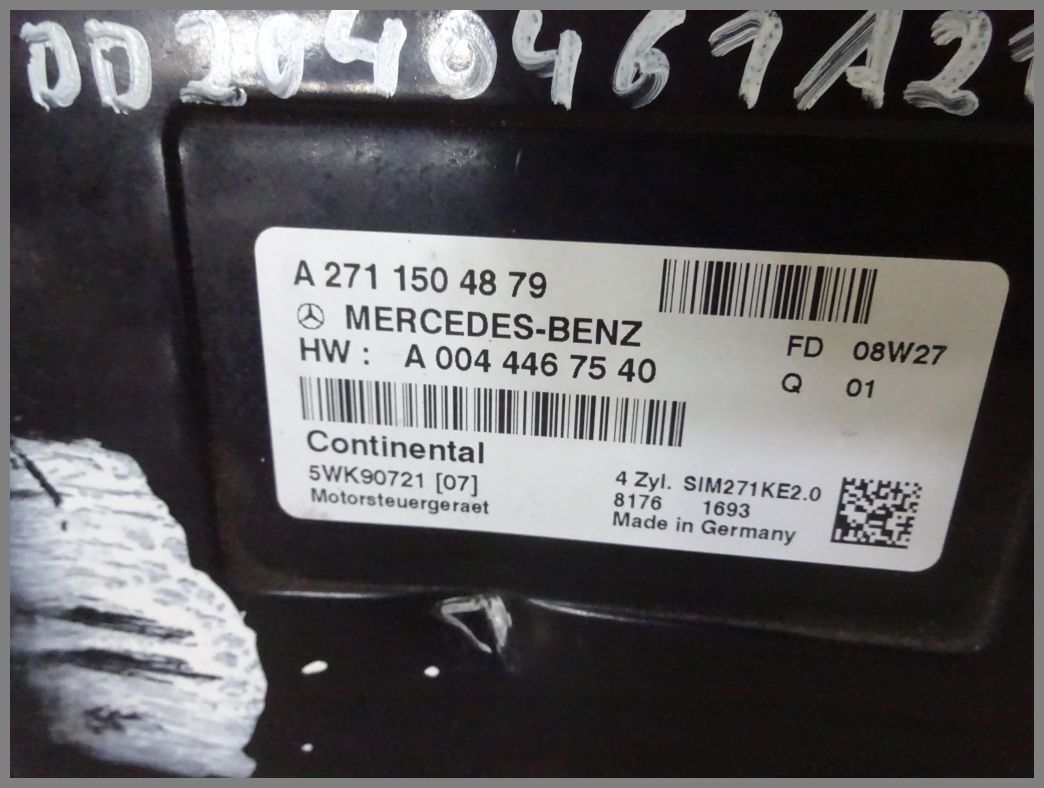 DD2040461A2
A 271 150 48 79
MERCEDES-BENZ
HW : A 004 446 75 40
FD 08W27
Q 01
Continental
5WK90721 [07]
Motorsteuergeraet
4 Zyl. SIM271KE2.0
8176 1693
Made in Germany